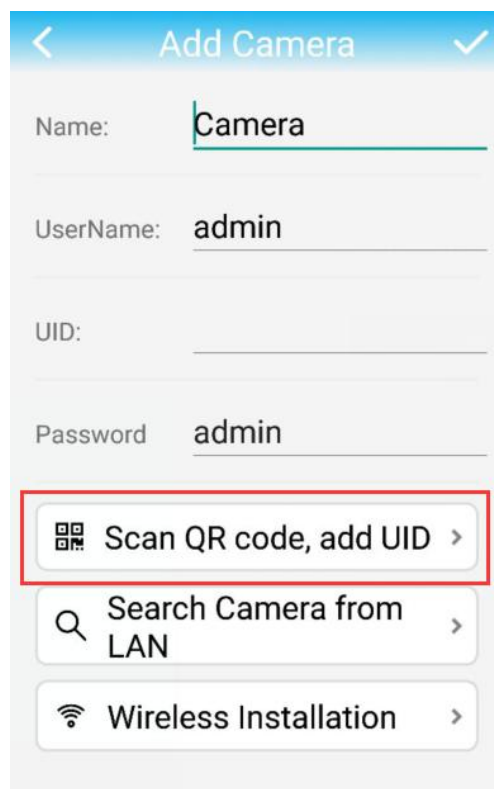 Add Camera
Name: Camera
UserName: admin
UID:
Password admin
Scan QR code, add UID
Search Camera from
LAN
Wireless Installation